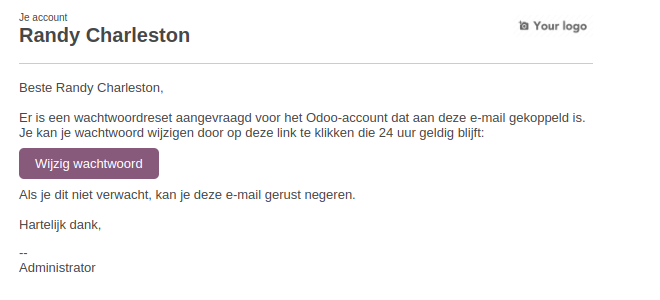 Je account
Your logo
Randy Charleston
Beste Randy Charleston,
Er is een wachtwoordreset aangevraagd voor het Odoo-account dat aan deze e-mail gekoppeld is.
Je kan je wachtwoord wijzigen door op deze link te klikken die 24 uur geldig blijft:
Wijzig wachtwoord
Als je dit niet verwacht, kan je deze e-mail gerust negeren.
Hartelijk dank,
--
Administrator